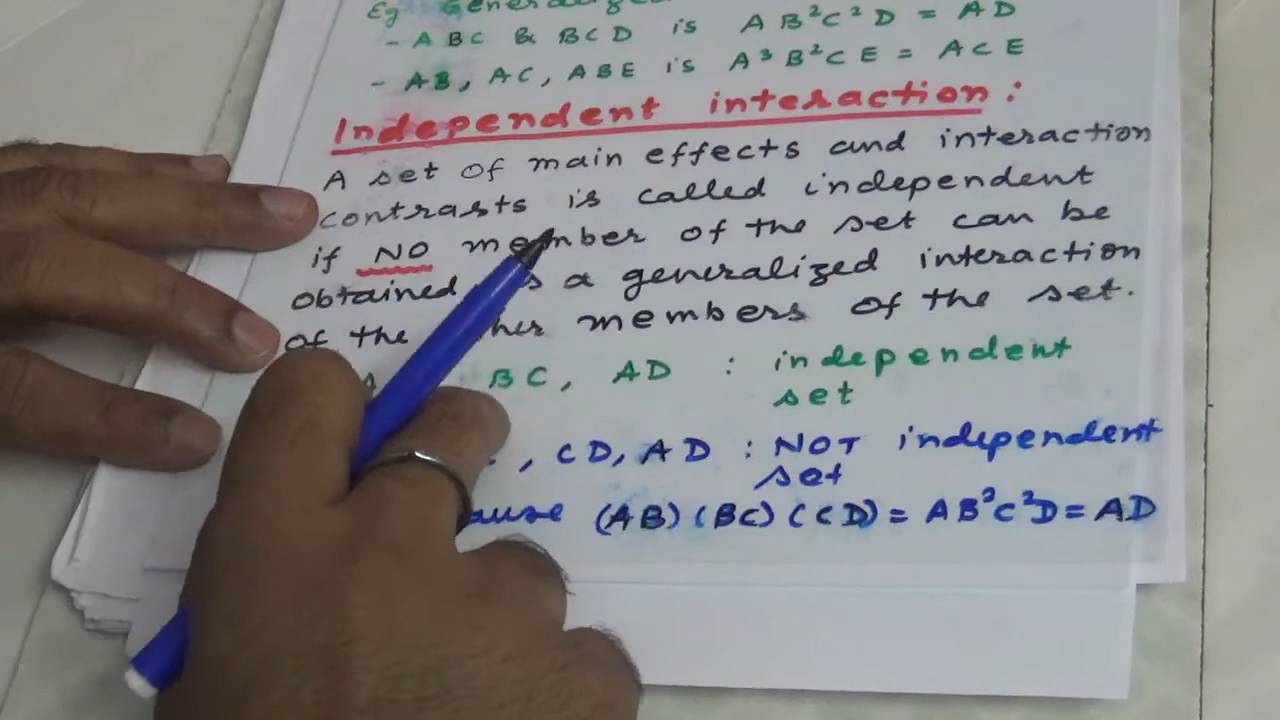 Eg Generalized
- ABC & BCD is AB²C²D = AD
- AB, AC, ABE is A³B²CE = ACE
Independent interaction:
A set of main effects and interaction
contrasts is called independent
if NO member of the set can be
obtained a generalized interaction
of the members of the set.
BC, AD : independent
set
, CD, AD : NOT independent
set
(AB)(BC)(CD) = AB²C²D = AD